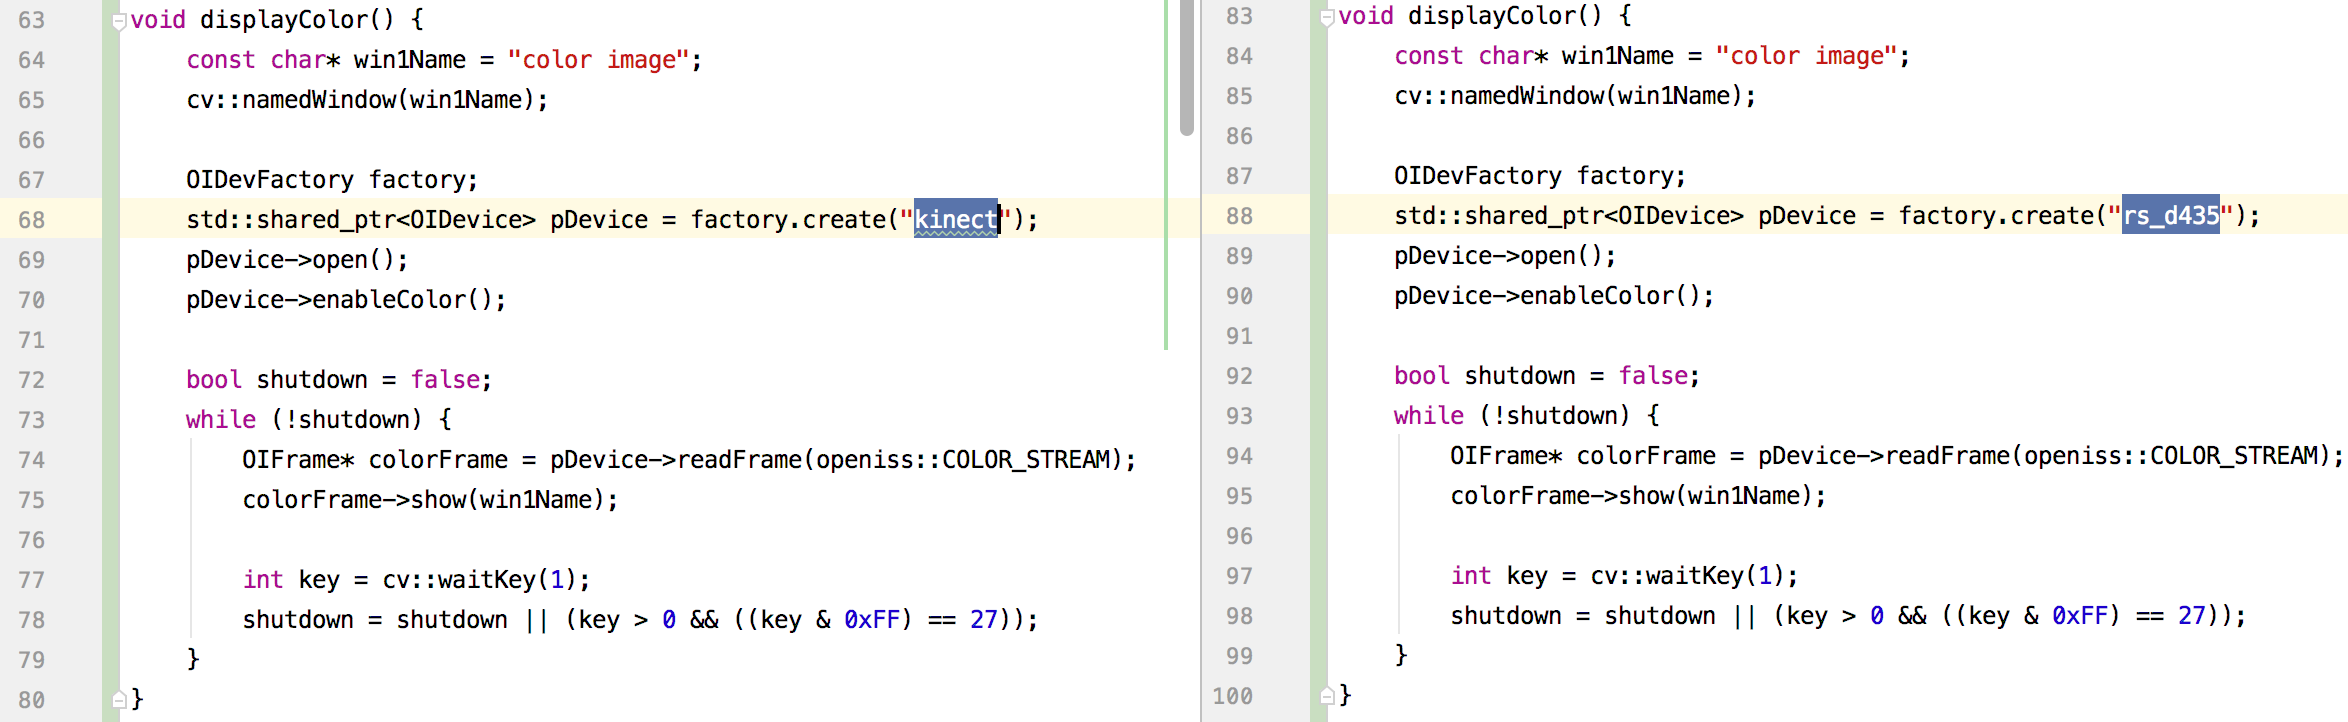 63 void displayColor() {
64 const char* win1Name = "color image";
65 cv::namedWindow(win1Name);
66
67 OIDevFactory factory;
68 std::shared_ptr<OIDevice> pDevice = factory.create("kinect");
69 pDevice->open();
70 pDevice->enableColor();
71
72 bool shutdown = false;
73 while (!shutdown) {
74 OIFrame* colorFrame = pDevice->readFrame(openiss::COLOR_STREAM);
75 colorFrame->show(win1Name);
76
77 int key = cv::waitKey(1);
78 shutdown = shutdown || (key > 0 && ((key & 0xFF) == 27));
79 }
80 }
83 void displayColor() {
84 const char* win1Name = "color image";
85 cv::namedWindow(win1Name);
86
87 OIDevFactory factory;
88 std::shared_ptr<OIDevice> pDevice = factory.create("rs_d435");
89 pDevice->open();
90 pDevice->enableColor();
91
92 bool shutdown = false;
93 while (!shutdown) {
94 OIFrame* colorFrame = pDevice->readFrame(openiss::COLOR_STREAM);
95 colorFrame->show(win1Name);
96
97 int key = cv::waitKey(1);
98 shutdown = shutdown || (key > 0 && ((key & 0xFF) == 27));
99 }
100 }